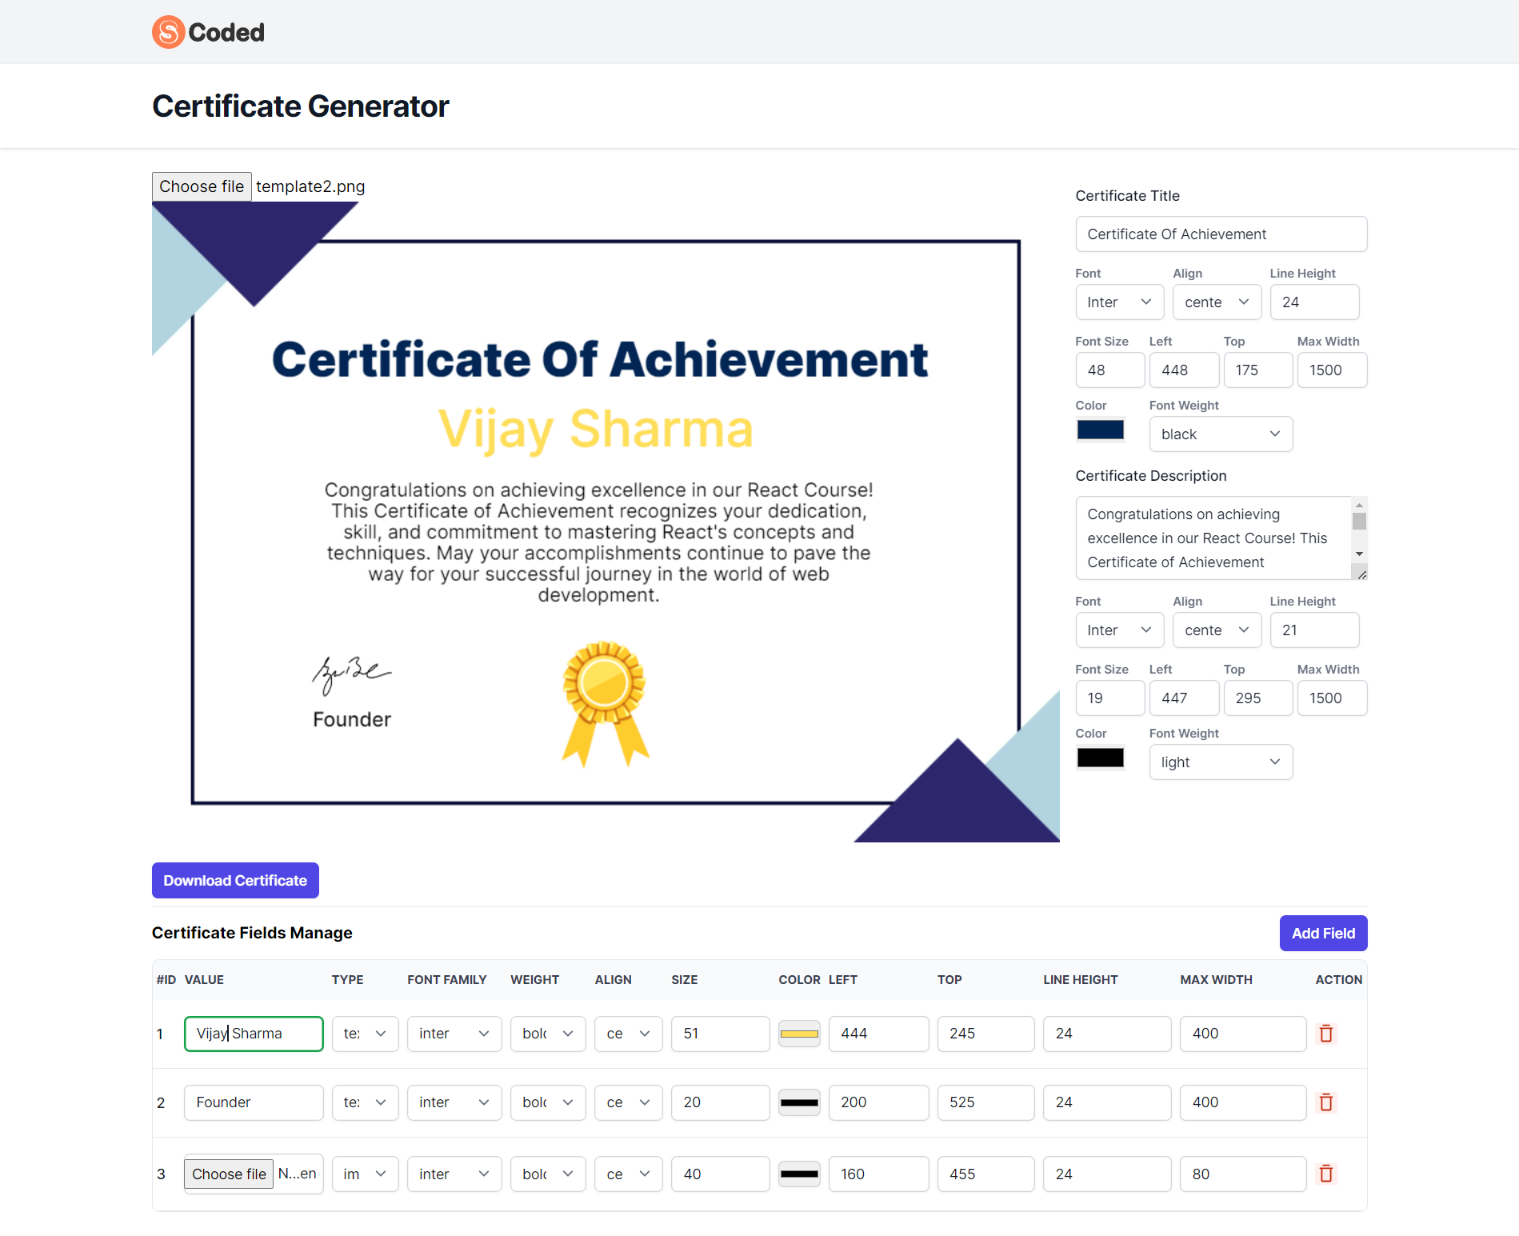 Coded
Certificate Generator
Choose file template2.png
Certificate Of Achievement
Vijay Sharma
Congratulations on achieving excellence in our React Course!
This Certificate of Achievement recognizes your dedication,
skill, and commitment to mastering React's concepts and
techniques. May your accomplishments continue to pave the
way for your successful journey in the world of web
development.
Founder
Certificate Title
Certificate Of Achievement
Font Align Line Height
Inter cente 24
Font Size Left Top Max Width
48 448 175 1500
Color Font Weight
black
Certificate Description
Congratulations on achieving
excellence in our React Course! This
Certificate of Achievement
Font Align Line Height
Inter cente 21
Font Size Left Top Max Width
19 447 295 1500
Color Font Weight
light
Download Certificate
Certificate Fields Manage
Add Field
#ID VALUE TYPE FONT FAMILY WEIGHT ALIGN SIZE COLOR LEFT TOP LINE HEIGHT MAX WIDTH ACTION
1 Vijay Sharma te: inter bold ce 51 444 245 24 400
2 Founder te: inter bold ce 20 200 525 24 400
3 Choose file N...en im inter bold ce 40 160 455 24 80